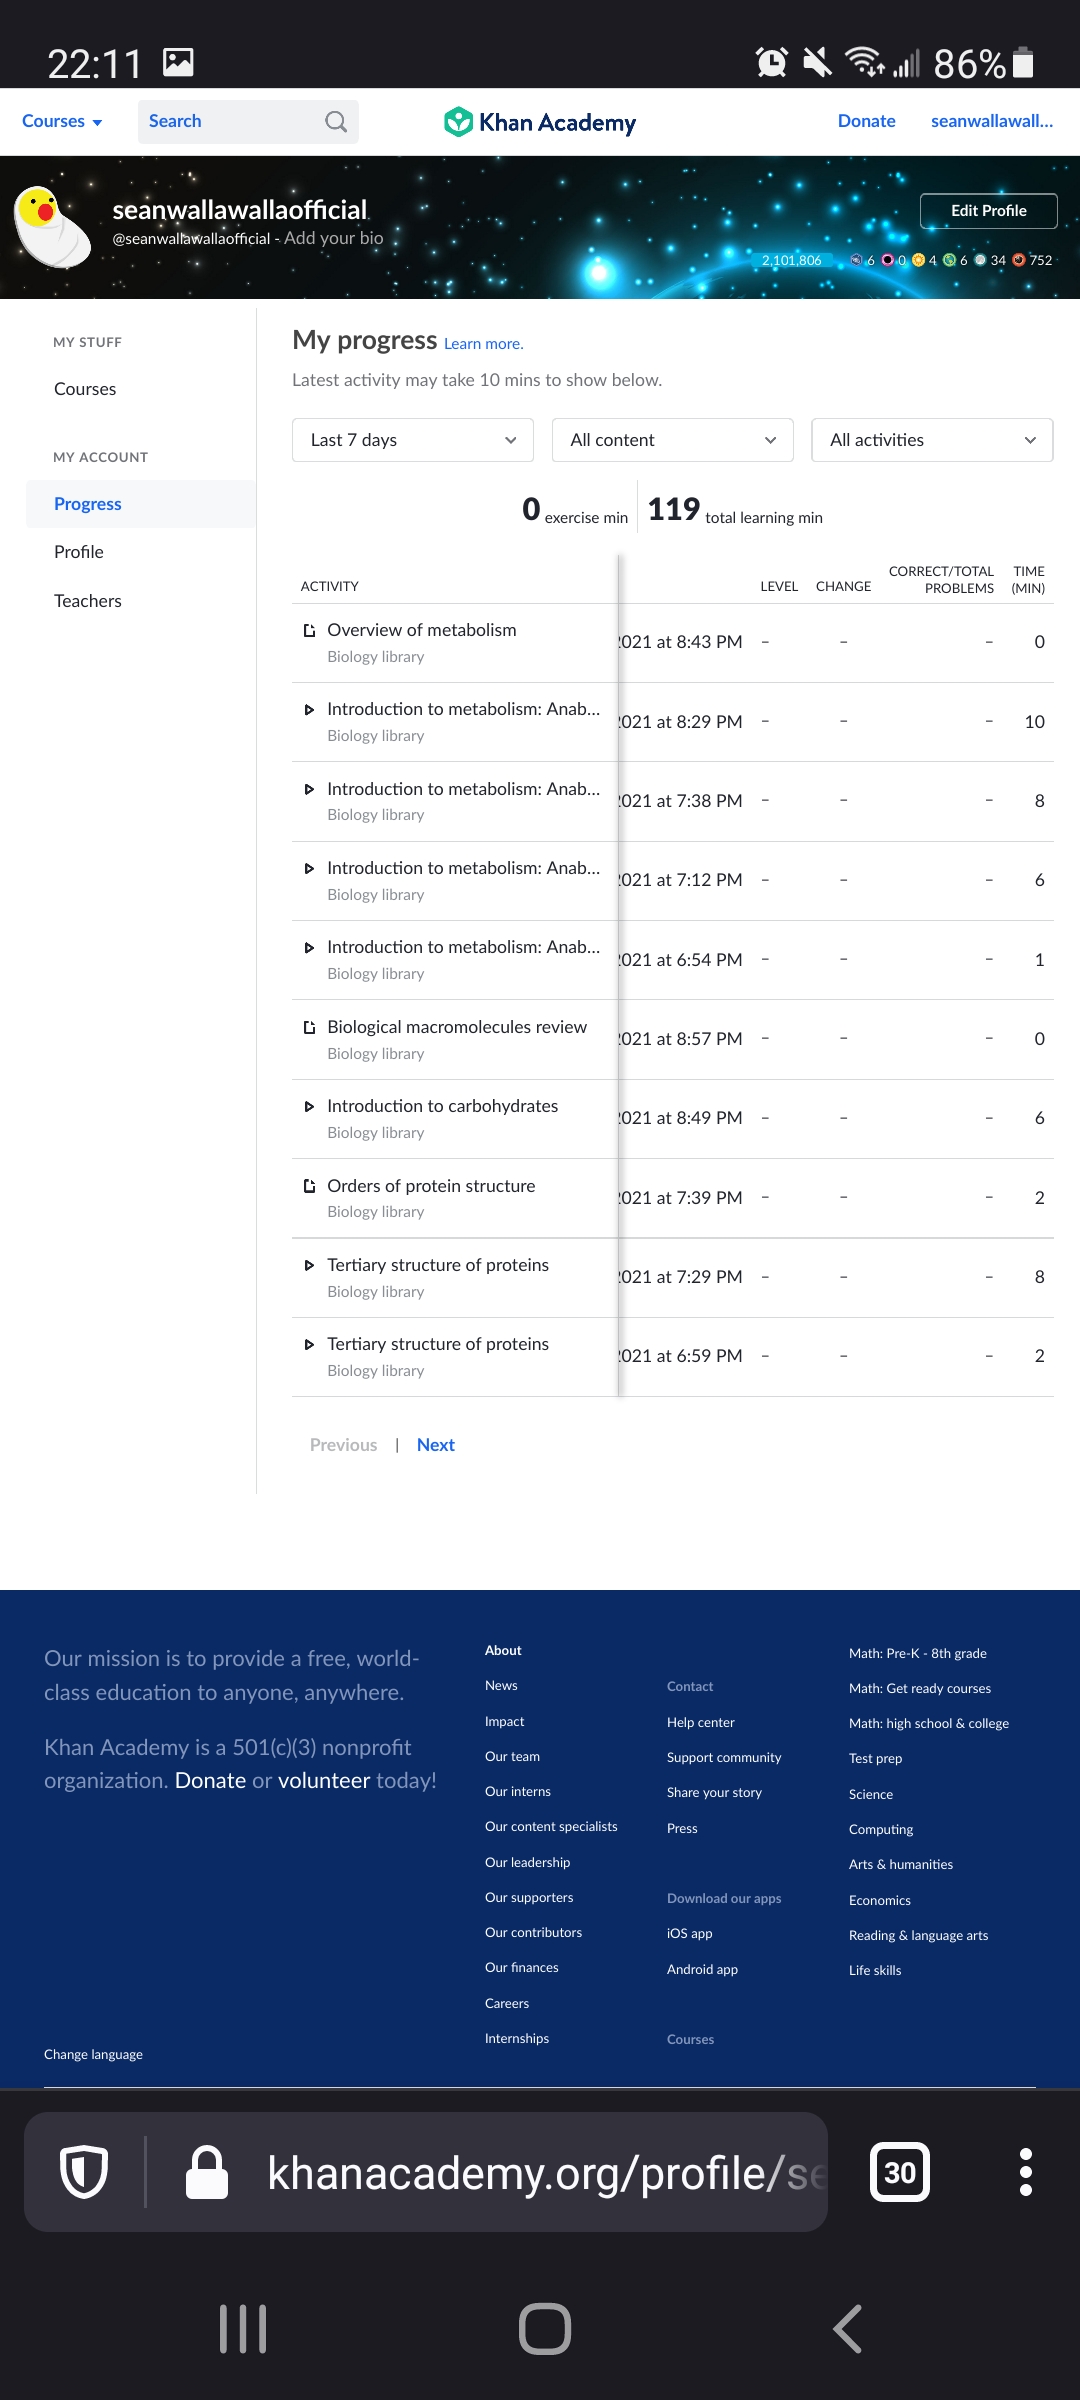 22:11 86%
Courses Search Khan Academy Donate seanwallawall...
seanwallawallaofficial
@seanwallawallaofficial - Add your bio
Edit Profile
2,101,806 6 0 4 6 34 752
MY STUFF
Courses
MY ACCOUNT
Progress
Profile
Teachers
My progress Learn more.
Latest activity may take 10 mins to show below.
Last 7 days All content All activities
0 exercise min 119 total learning min
ACTIVITY LEVEL CHANGE CORRECT/TOTAL PROBLEMS TIME (MIN)
Overview of metabolism
Biology library
2021 at 8:43 PM – – – 0
Introduction to metabolism: Anab...
Biology library
2021 at 8:29 PM – – – 10
Introduction to metabolism: Anab...
Biology library
2021 at 7:38 PM – – – 8
Introduction to metabolism: Anab...
Biology library
2021 at 7:12 PM – – – 6
Introduction to metabolism: Anab...
Biology library
2021 at 6:54 PM – – – 1
Biological macromolecules review
Biology library
2021 at 8:57 PM – – – 0
Introduction to carbohydrates
Biology library
2021 at 8:49 PM – – – 6
Orders of protein structure
Biology library
2021 at 7:39 PM – – – 2
Tertiary structure of proteins
Biology library
2021 at 7:29 PM – – – 8
Tertiary structure of proteins
Biology library
2021 at 6:59 PM – – – 2
Previous | Next
Our mission is to provide a free, world-
class education to anyone, anywhere.
Khan Academy is a 501(c)(3) nonprofit
organization. Donate or volunteer today!
Change language
About
News
Impact
Our team
Our interns
Our content specialists
Our leadership
Our supporters
Our contributors
Our finances
Careers
Internships
Contact
Help center
Support community
Share your story
Press
Download our apps
iOS app
Android app
Courses
Math: Pre-K - 8th grade
Math: Get ready courses
Math: high school & college
Test prep
Science
Computing
Arts & humanities
Economics
Reading & language arts
Life skills
khanacademy.org/profile/se
30